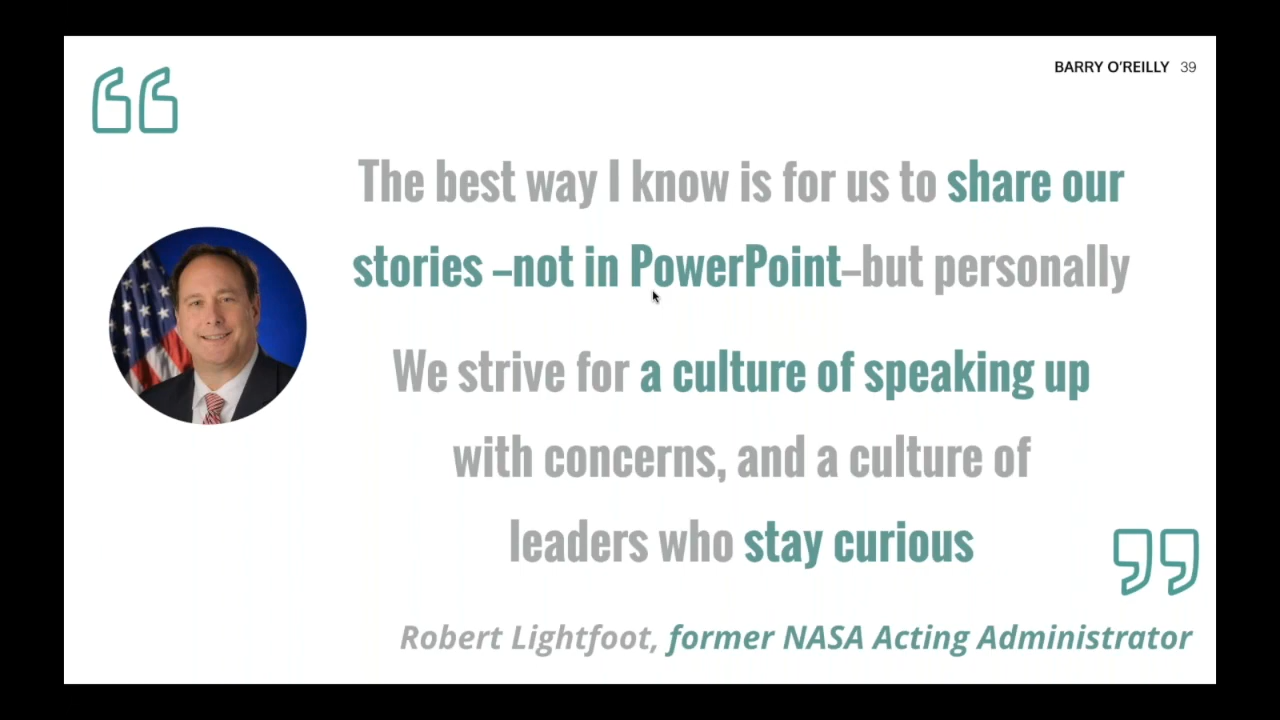 BARRY O'REILLY 39
The best way I know is for us to share our
stories –not in PowerPoint–but personally
We strive for a culture of speaking up
with concerns, and a culture of
leaders who stay curious
Robert Lightfoot, former NASA Acting Administrator